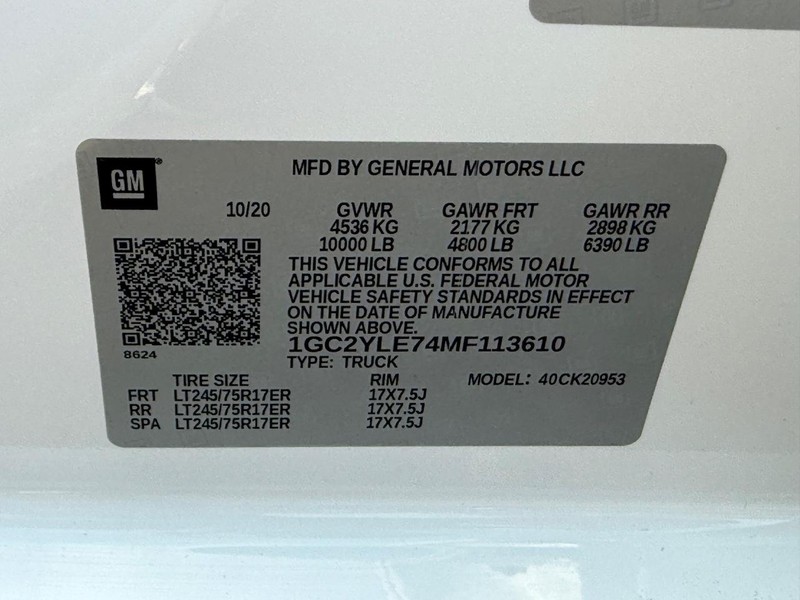 GM
MFD BY GENERAL MOTORS LLC
10/20 GVWR GAWR FRT GAWR RR
4536 KG 2177 KG 2898 KG
10000 LB 4800 LB 6390 LB
THIS VEHICLE CONFORMS TO ALL
APPLICABLE U.S. FEDERAL MOTOR
VEHICLE SAFETY STANDARDS IN EFFECT
ON THE DATE OF MANUFACTURE
SHOWN ABOVE.
8624
1GC2YLE74MF113610
TYPE: TRUCK
TIRE SIZE RIM MODEL: 40CK20953
FRT LT245/75R17ER 17X7.5J
RR LT245/75R17ER 17X7.5J
SPA LT245/75R17ER 17X7.5J